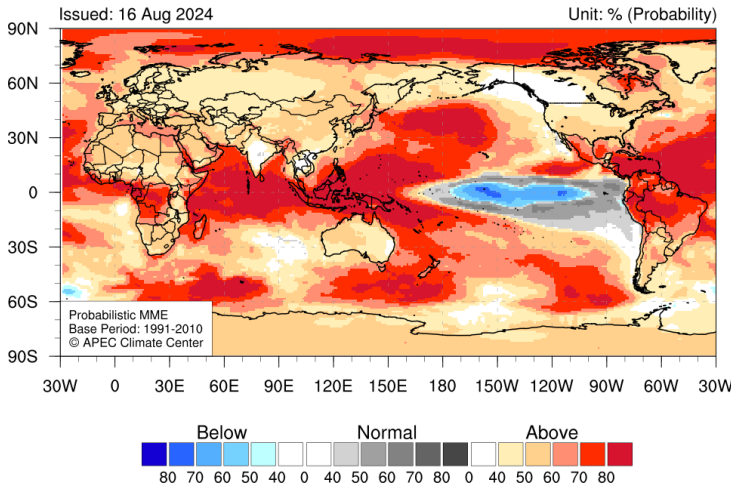 Issued: 16 Aug 2024 Unit: % (Probability)
90N
60N
30N
0
30S
60S
90S
Probabilistic MME
Base Period: 1991-2010
© APEC Climate Center
30W 0 30E 60E 90E 120E 150E 180 150W 120W 90W 60W 30W
Below Normal Above
80 70 60 50 40 0 40 50 60 70 80 0 40 50 60 70 80